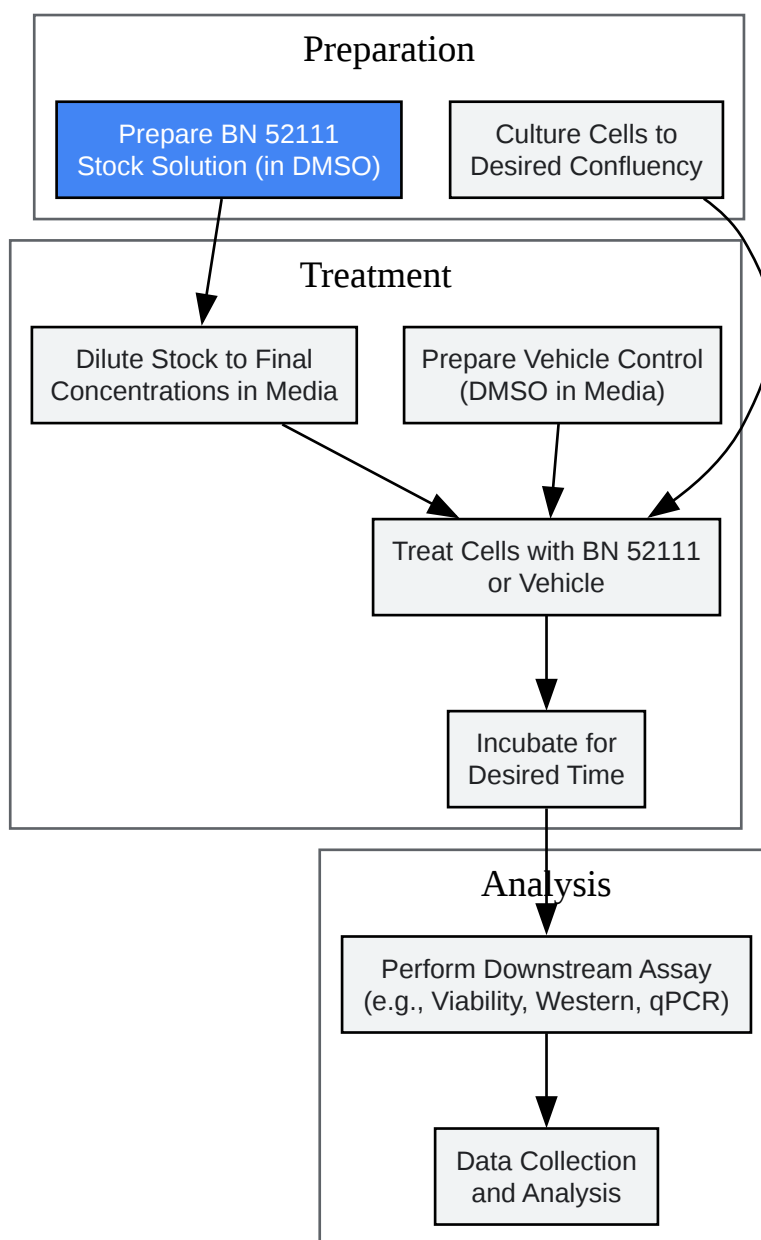 Preparation
Prepare BN 52111
Stock Solution (in DMSO)
Culture Cells to
Desired Confluency
Treatment
Dilute Stock to Final
Concentrations in Media
Prepare Vehicle Control
(DMSO in Media)
Treat Cells with BN 52111
or Vehicle
Incubate for
Desired Time
Analysis
Perform Downstream Assay
(e.g., Viability, Western, qPCR)
Data Collection
and Analysis